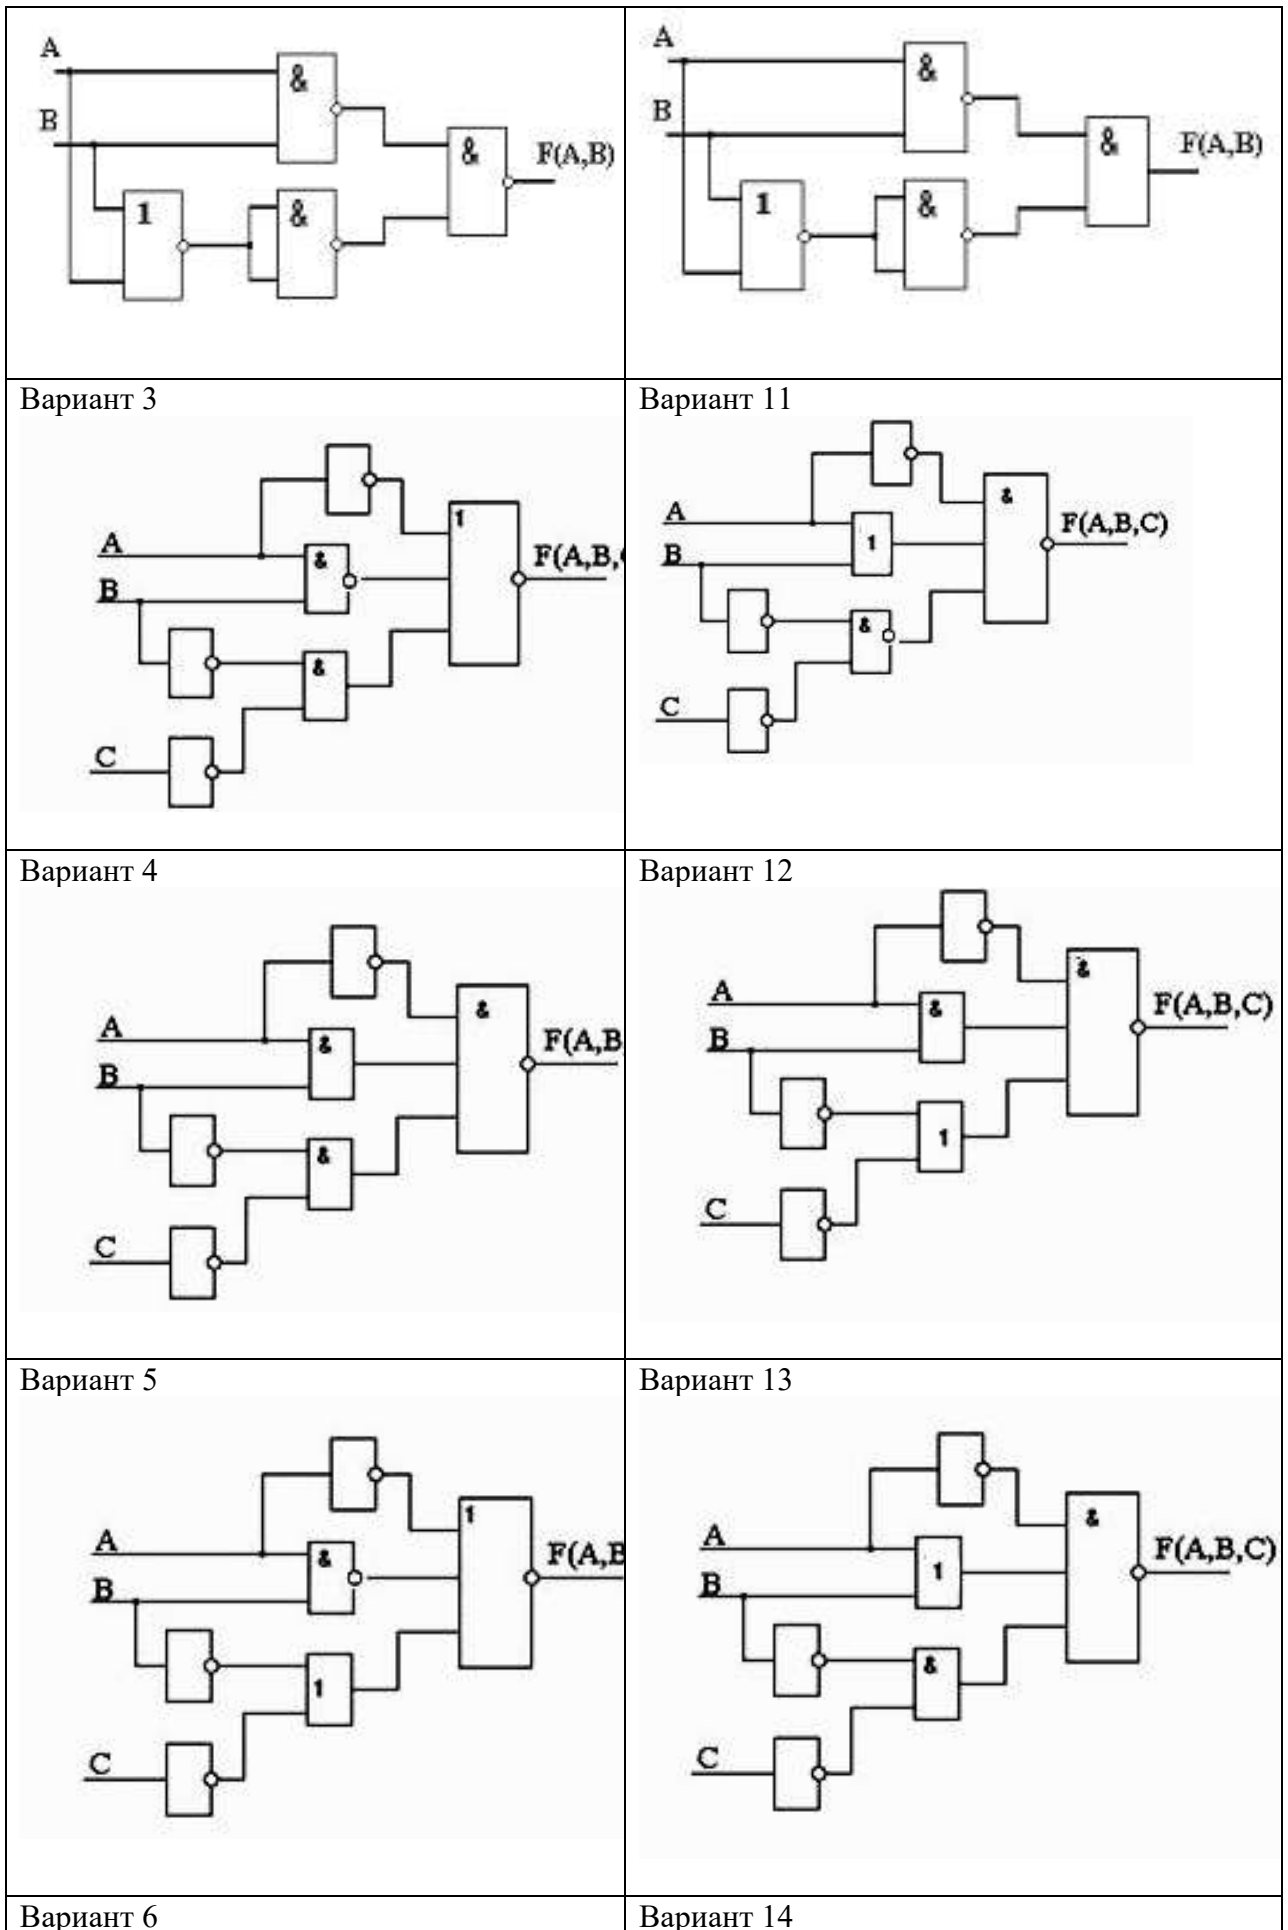 A
&
B
&
F(A,B)
1
&
A
&
B
&
F(A,B)
1
&
Вариант 3
1
A
&
F(A,B,
B
&
C
Вариант 11
&
A
F(A,B,C)
1
B
&
C
Вариант 4
&
A
&
F(A,B,
B
&
C
Вариант 12
&
A
&
F(A,B,C)
B
1
C
Вариант 5
1
A
&
F(A,B
B
1
C
Вариант 13
&
A
F(A,B,C)
1
B
&
C
Вариант 6
Вариант 14